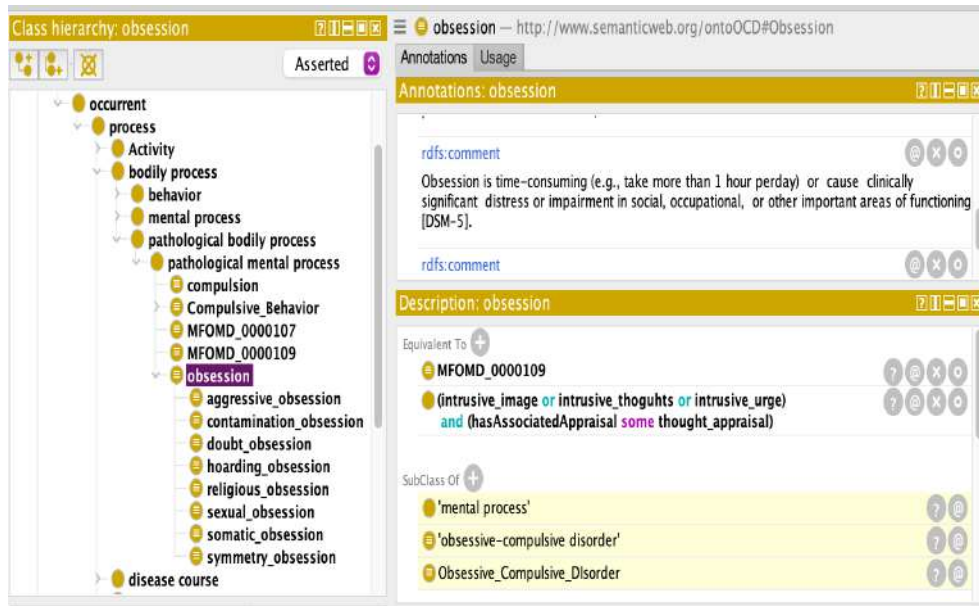 Class hierarchy: obsession
Asserted
occurrent
process
Activity
bodily process
behavior
mental process
pathological bodily process
pathological mental process
compulsion
Compulsive_Behavior
MFOMD_0000107
MFOMD_0000109
obsession
aggressive_obsession
contamination_obsession
doubt_obsession
hoarding_obsession
religious_obsession
sexual_obsession
somatic_obsession
symmetry_obsession
disease course
obsession — http://www.semanticweb.org/ontoOCD#Obsession
Annotations Usage
Annotations: obsession
rdfs:comment
Obsession is time-consuming (e.g., take more than 1 hour perday) or cause clinically
significant distress or impairment in social, occupational, or other important areas of functioning
[DSM-5].
rdfs:comment
Description: obsession
Equivalent To
MFOMD_0000109
(intrusive_image or intrusive_thoguhts or intrusive_urge)
and (hasAssociatedAppraisal some thought_appraisal)
SubClass Of
'mental process'
'obsessive-compulsive disorder'
Obsessive_Compulsive_DIsorder